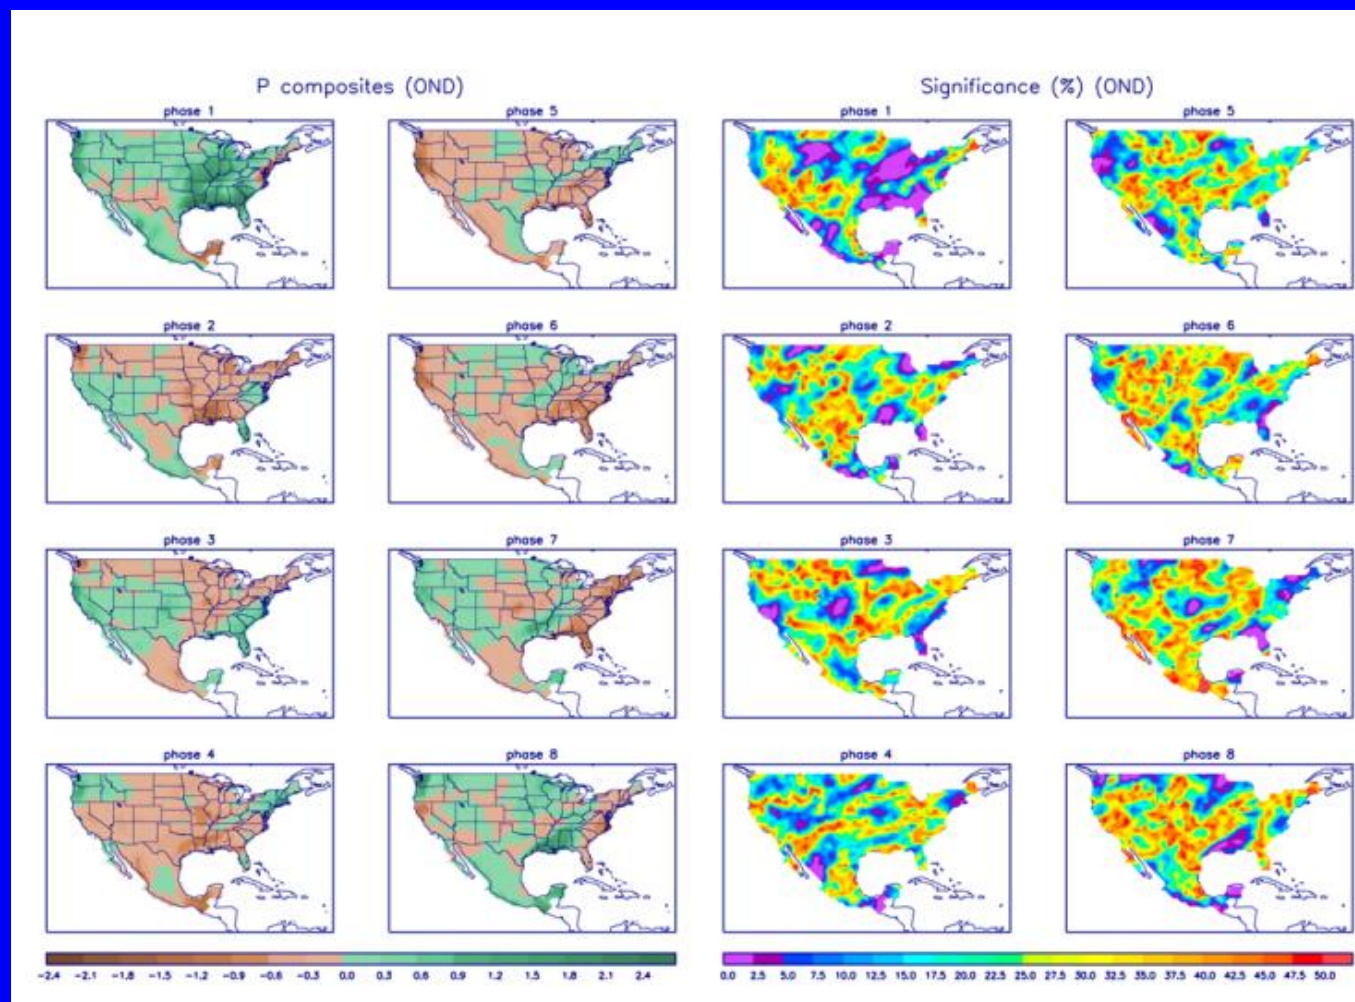 P composites (OND)
Significance (%) (OND)
phase 1
phase 5
phase 1
phase 5
phase 2
phase 6
phase 2
phase 6
phase 3
phase 7
phase 3
phase 7
phase 4
phase 8
phase 4
phase 8
-2.4 -2.1 -1.8 -1.5 -1.2 -0.9 -0.6 -0.3 0.0 0.3 0.6 0.9 1.2 1.5 1.8 2.1 2.4
0.0 2.5 5.0 7.5 10.0 12.5 15.0 17.5 20.0 22.5 25.0 27.5 30.0 32.5 35.0 37.5 40.0 42.5 45.0 47.5 50.0